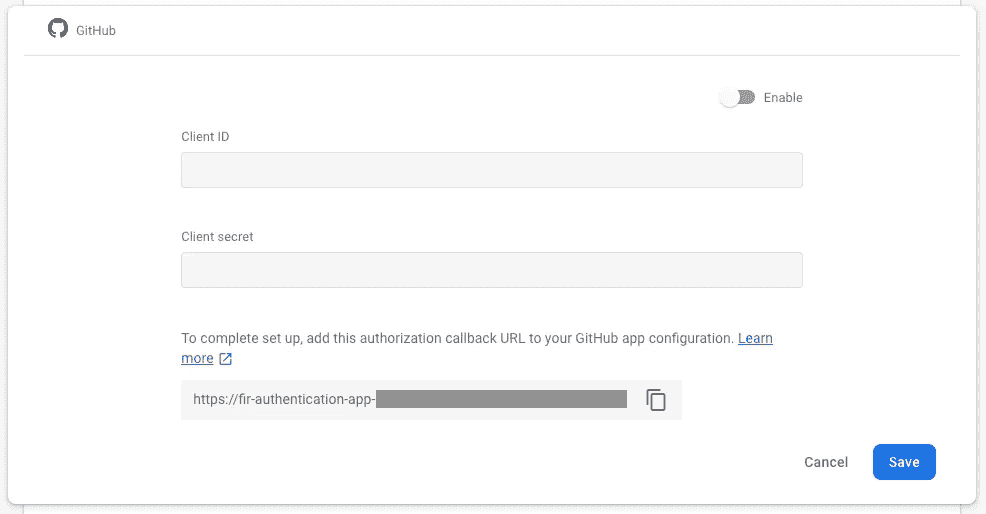 GitHub
Enable
Client ID
Client secret
To complete set up, add this authorization callback URL to your GitHub app configuration. Learn
more
https://fir-authentication-app-
Cancel
Save